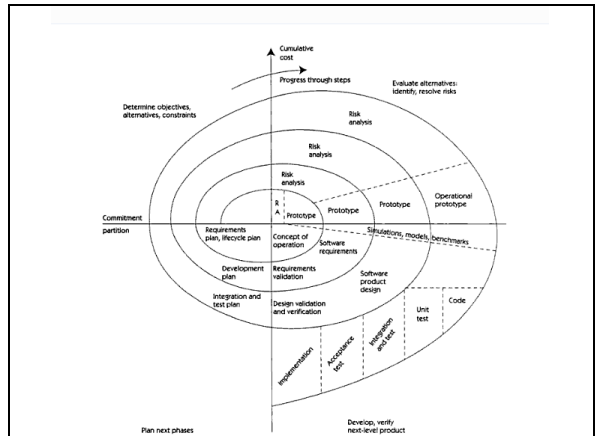 Cumulative
cost
Progress through steps
Evaluate alternatives:
identify, resolve risks
Determine objectives,
alternatives, constraints
Risk
analysis
Risk
analysis
Risk
analysis
R
A
Prototype
Prototype
Prototype
Operational
prototype
Commitment
partition
Requirements
plan, lifecycle plan
Concept of
operation
Software
requirements
Simulations, models, benchmarks
Development
plan
Requirements
validation
Software
product
design
Integration and
test plan
Design validation
and verification
Implementation
Acceptance
test
Integration
and test
Unit
test
Code
Plan next phases
Develop, verify
next-level product